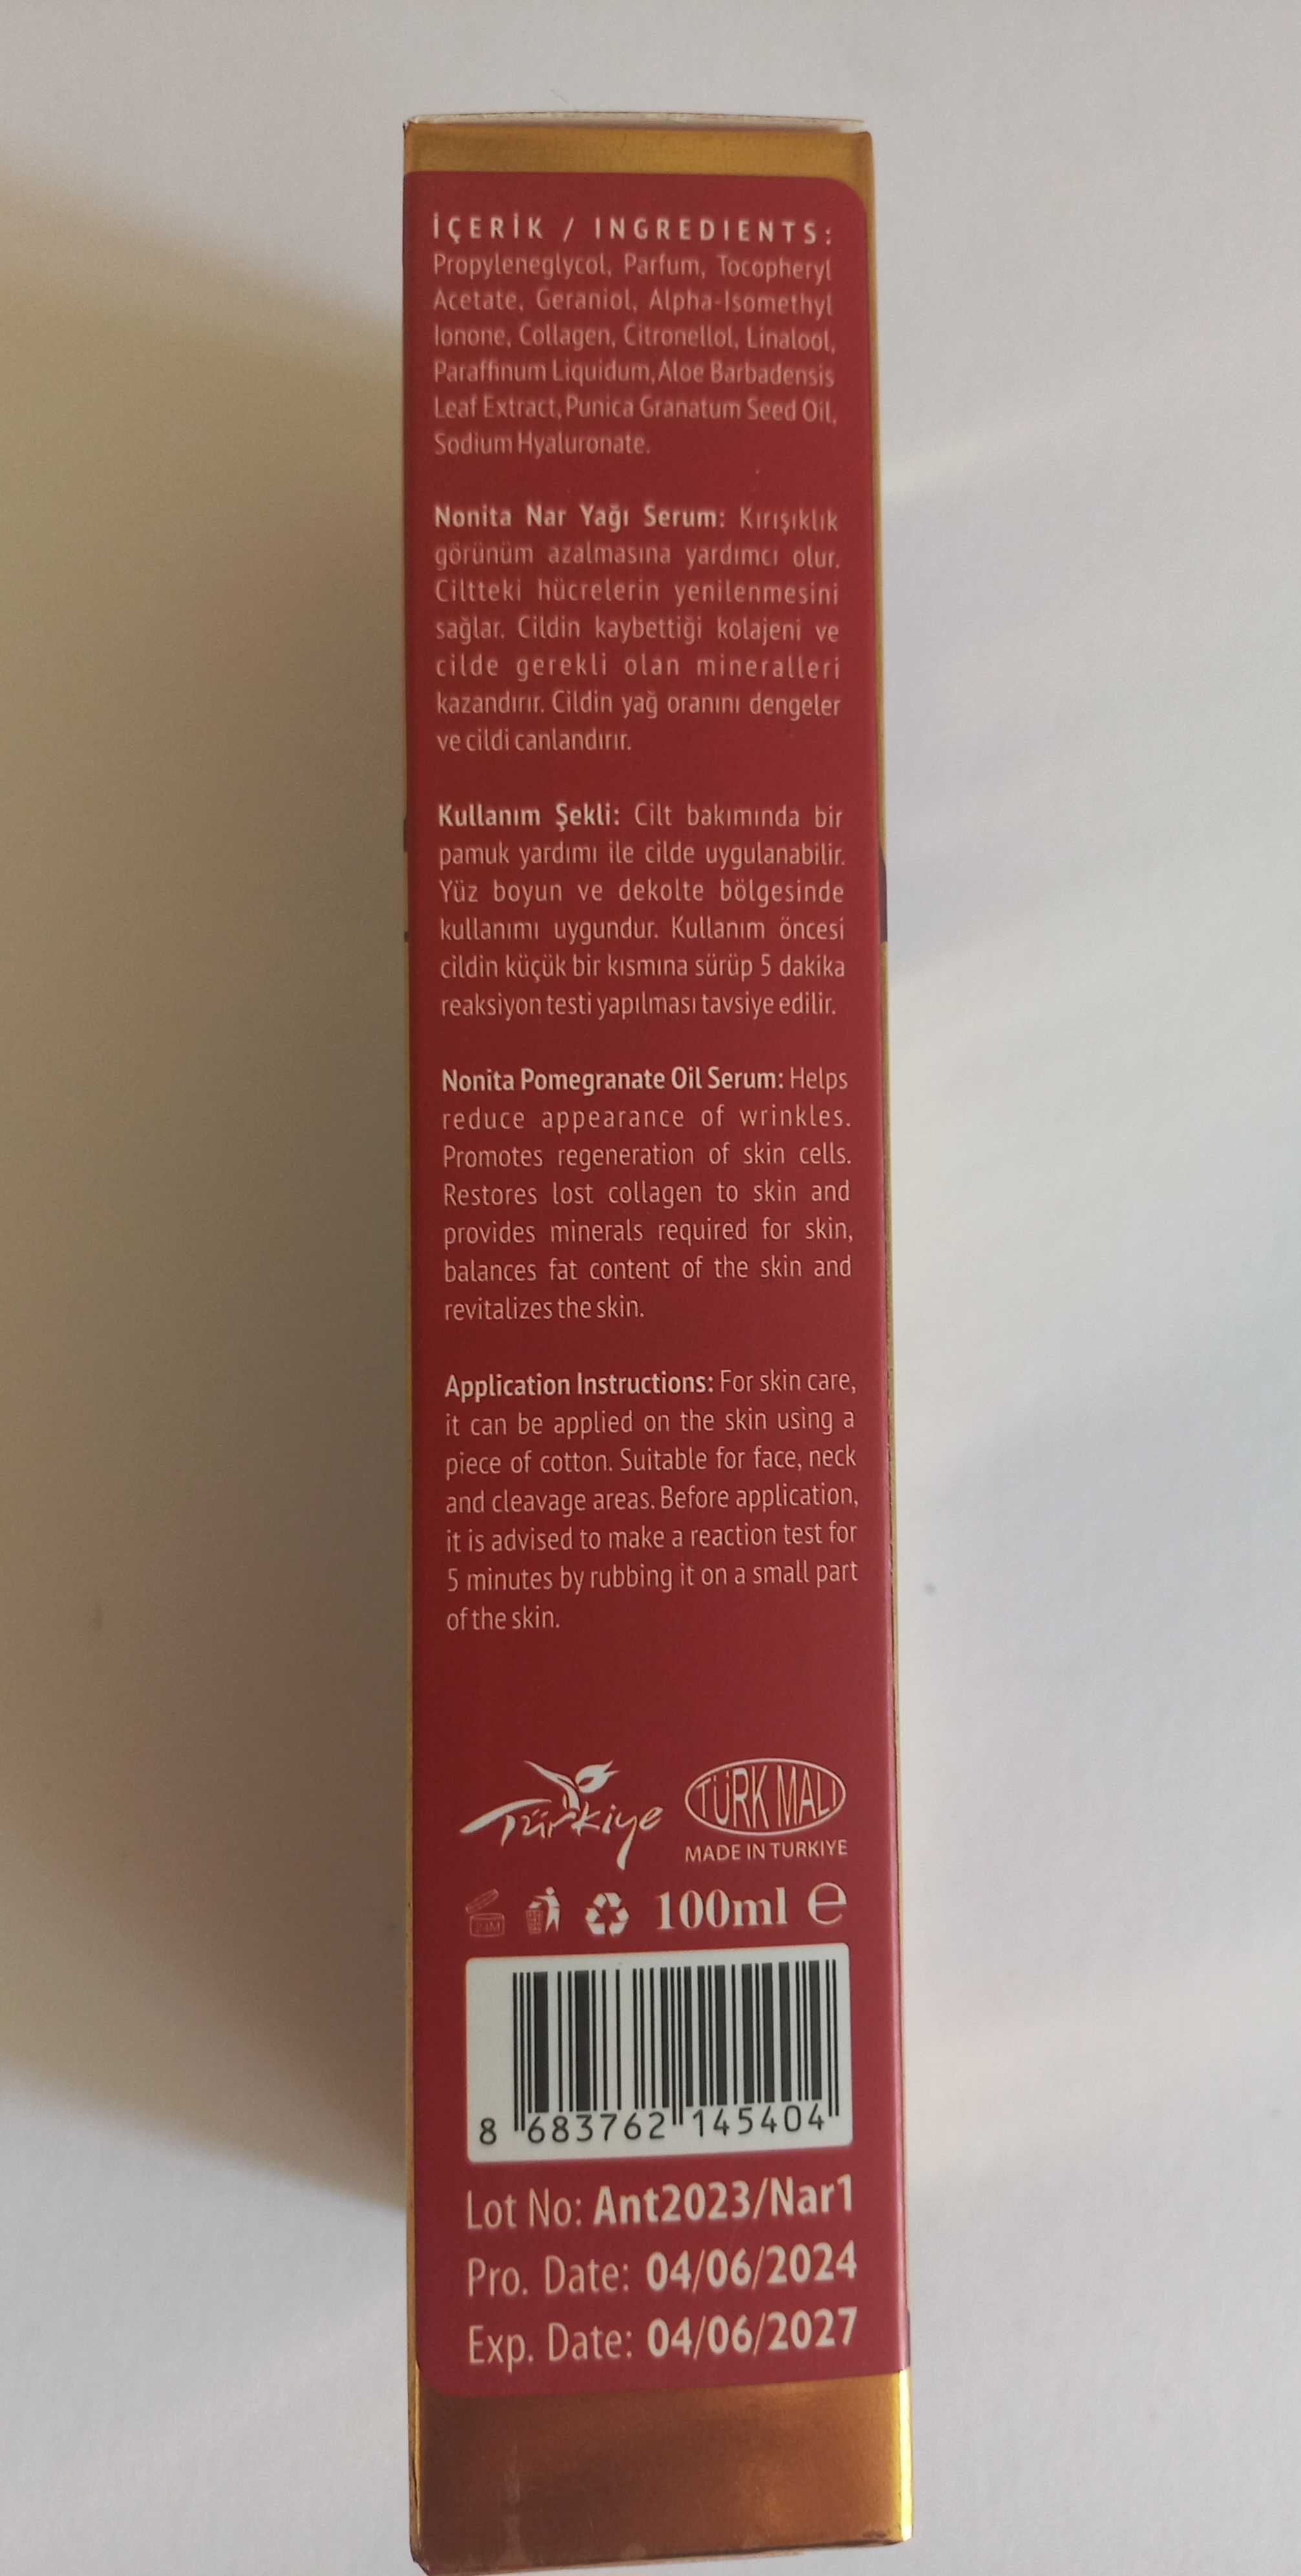 İÇERİK / INGREDIENTS:
Propyleneglycol, Parfum, Tocopheryl
Acetate, Geraniol, Alpha-Isomethyl
Ionone, Collagen, Citronellol, Linalool,
Paraffinum Liquidum, Aloe Barbadensis
Leaf Extract, Punica Granatum Seed Oil,
Sodium Hyaluronate.
Nonita Nar Yağı Serum: Kırışıklık
görünüm azalmasına yardımcı olur.
Ciltteki hücrelerin yenilenmesini
sağlar. Cildin kaybettiği kolajeni ve
cilde gerekli olan mineralleri
kazandırır. Cildin yağ oranını dengeler
ve cildi canlandırır.
Kullanım Şekli: Cilt bakımında bir
pamuk yardımı ile cilde uygulanabilir.
Yüz boyun ve dekolte bölgesinde
kullanımı uygundur. Kullanım öncesi
cildin küçük bir kısmına sürüp 5 dakika
reaksiyon testi yapılması tavsiye edilir.
Nonita Pomegranate Oil Serum: Helps
reduce appearance of wrinkles.
Promotes regeneration of skin cells.
Restores lost collagen to skin and
provides minerals required for skin,
balances fat content of the skin and
revitalizes the skin.
Application Instructions: For skin care,
it can be applied on the skin using a
piece of cotton. Suitable for face, neck
and cleavage areas. Before application,
it is advised to make a reaction test for
5 minutes by rubbing it on a small part
of the skin.
Türkiye TÜRK MALI
MADE IN TURKIYE
100ml e
8 683762 145404
Lot No: Ant2023/Nar1
Pro. Date: 04/06/2024
Exp. Date: 04/06/2027